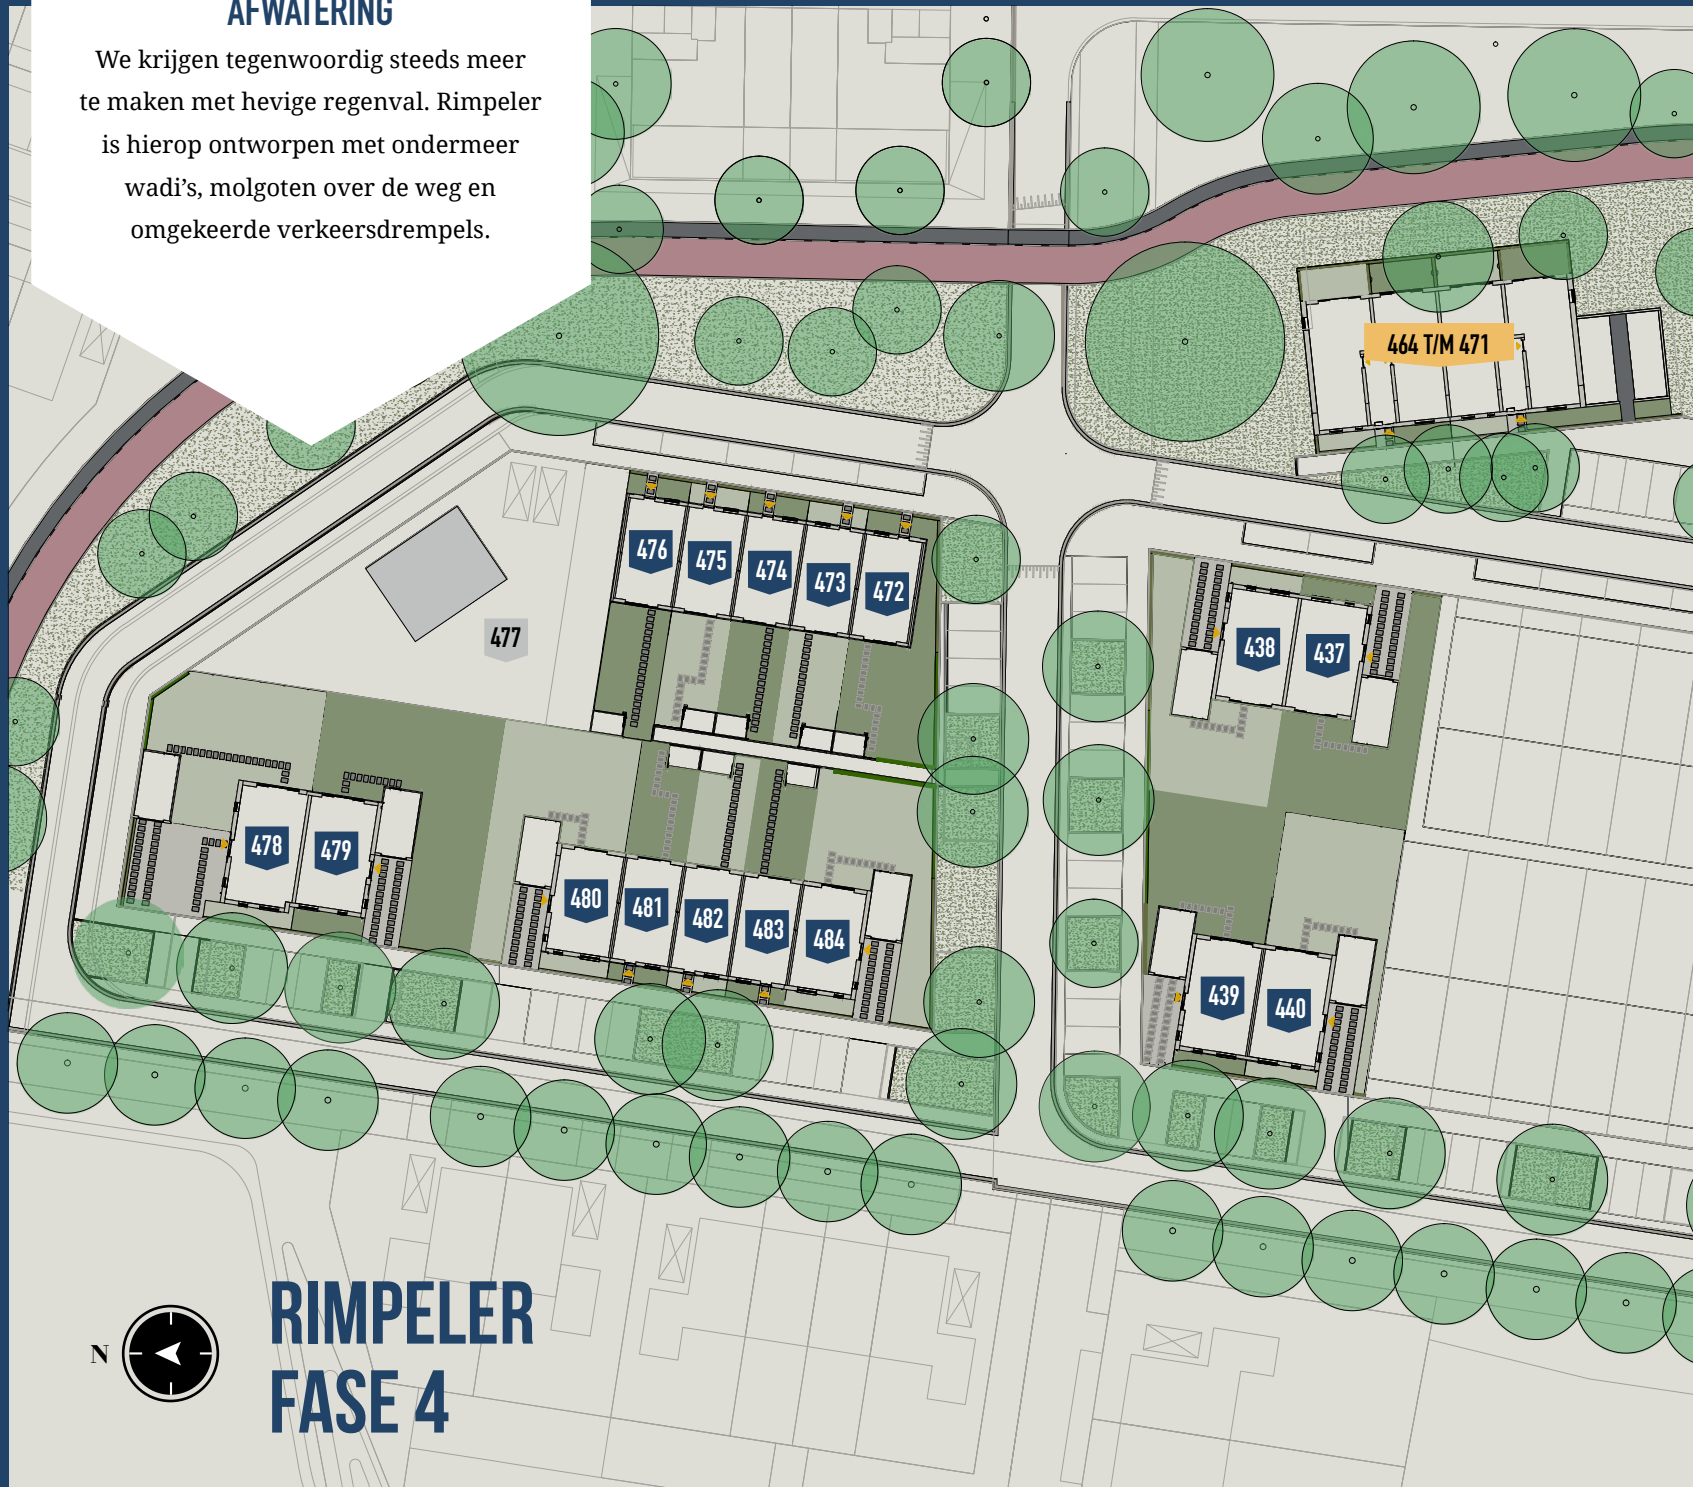 AFWATERING
We krijgen tegenwoordig steeds meer
te maken met hevige regenval. Rimpeler
is hierop ontworpen met ondermeer
wadi’s, molgoten over de weg en
omgekeerde verkeersdrempels.
464 T/M 471
476
475
474
473
472
477
438
437
478
479
480
481
482
483
484
439
440
N
RIMPELER
FASE 4